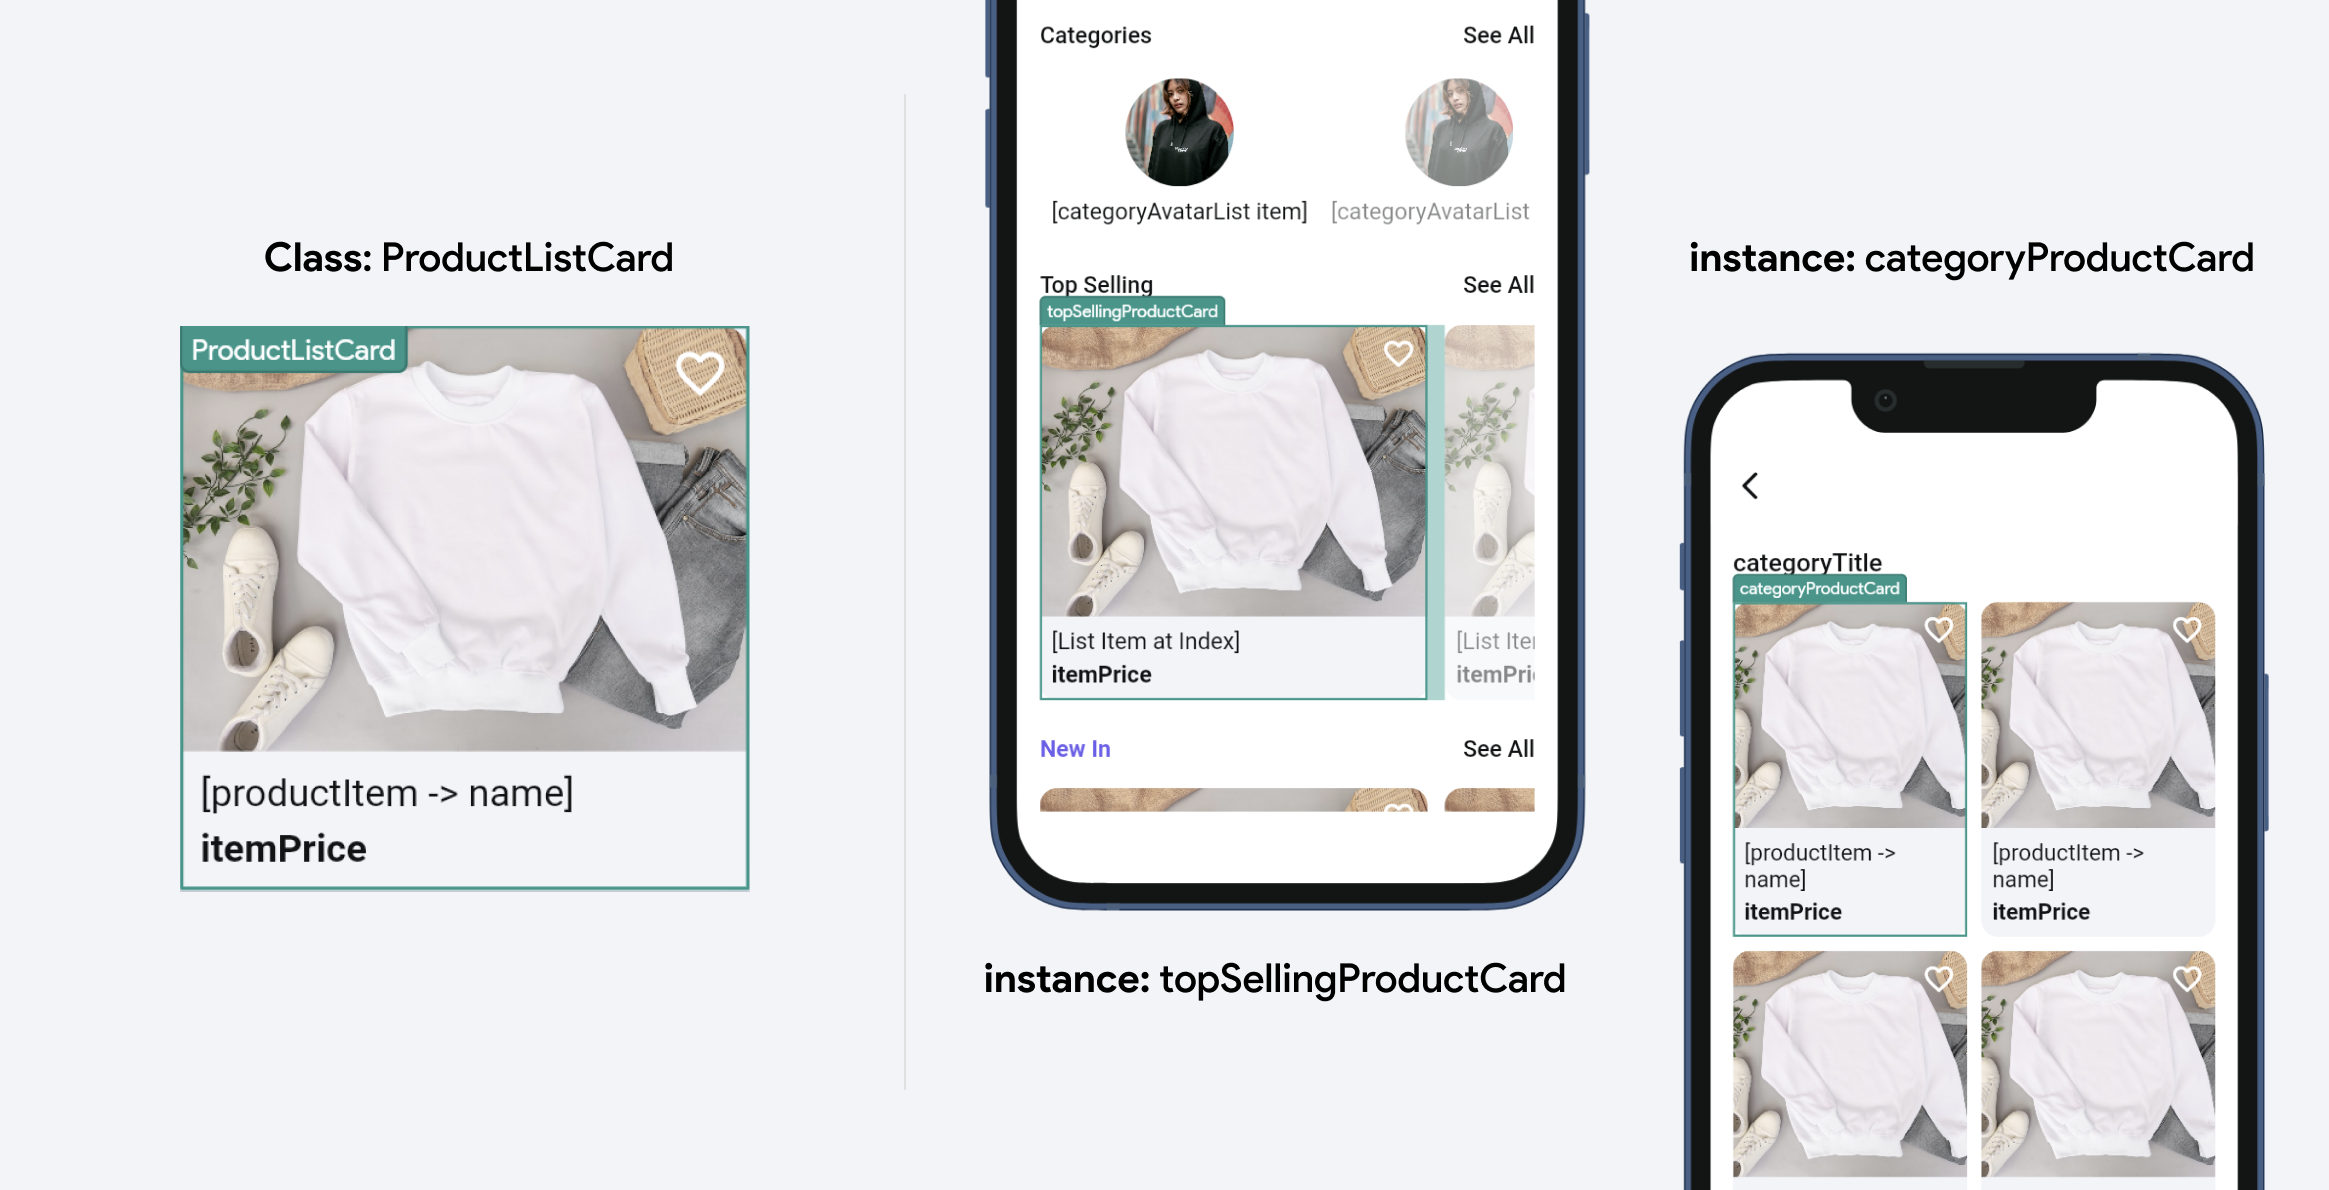 Class: ProductListCard
ProductListCard
[productItem -> name]
itemPrice
Categories
See All
[categoryAvatarList item]
[categoryAvatarList
Top Selling
See All
topSellingProductCard
[List Item at Index]
itemPrice
[List Ite
itemPri
New In
See All
instance: topSellingProductCard
instance: categoryProductCard
categoryTitle
categoryProductCard
[productItem ->
name]
itemPrice
[productItem ->
name]
itemPrice